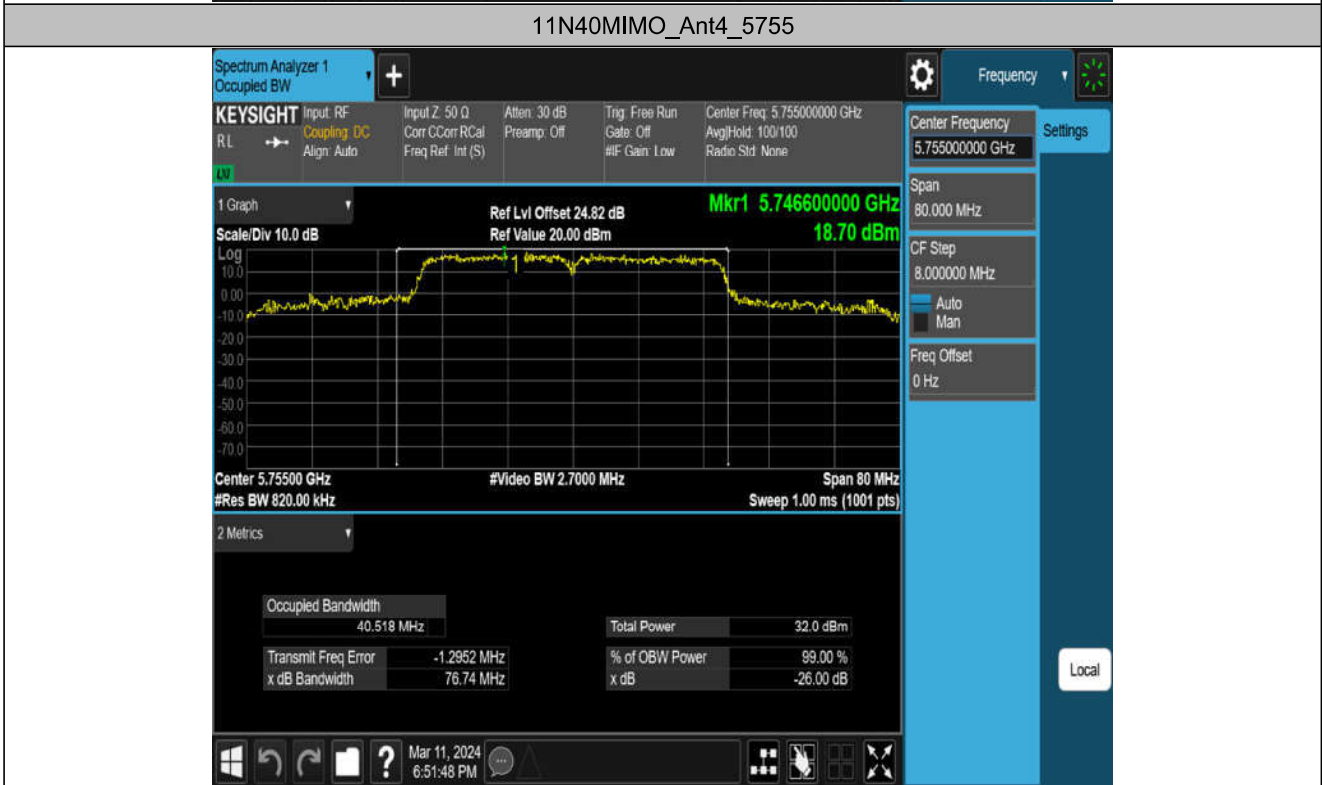 11N40MIMO_Ant4_5755
Spectrum Analyzer 1
Occupied BW
Frequency
KEYSIGHT
RL
LXI
Input: RF
Coupling: DC
Align: Auto
Input Z: 50 Ω
Corr CCorr RCal
Freq Ref: Int (S)
Atten: 30 dB
Preamp: Off
Trig: Free Run
Gate: Off
#IF Gain: Low
Center Freq: 5.755000000 GHz
Avg|Hold: 100/100
Radio Std: None
Center Frequency
5.755000000 GHz
Settings
Span
80.000 MHz
CF Step
8.000000 MHz
Auto
Man
Freq Offset
0 Hz
Local
1 Graph
Scale/Div 10.0 dB
Ref Lvl Offset 24.82 dB
Ref Value 20.00 dBm
Mkr1 5.746600000 GHz
18.70 dBm
Log
10.0
0.00
-10.0
-20.0
-30.0
-40.0
-50.0
-60.0
-70.0
1
Center 5.75500 GHz
#Res BW 820.00 kHz
#Video BW 2.7000 MHz
Span 80 MHz
Sweep 1.00 ms (1001 pts)
2 Metrics
Occupied Bandwidth
40.518 MHz
Total Power 32.0 dBm
Transmit Freq Error -1.2952 MHz
% of OBW Power 99.00 %
x dB Bandwidth 76.74 MHz
x dB -26.00 dB
?
Mar 11, 2024
6:51:48 PM